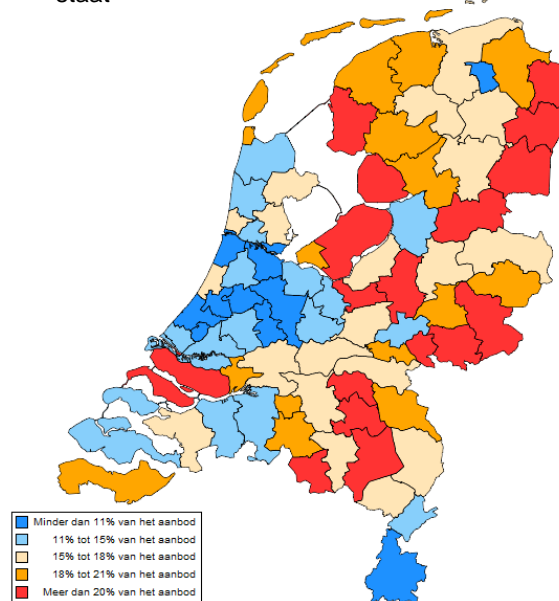 staat
Minder dan 11% van het aanbod
11% tot 15% van het aanbod
15% tot 18% van het aanbod
18% tot 21% van het aanbod
Meer dan 20% van het aanbod